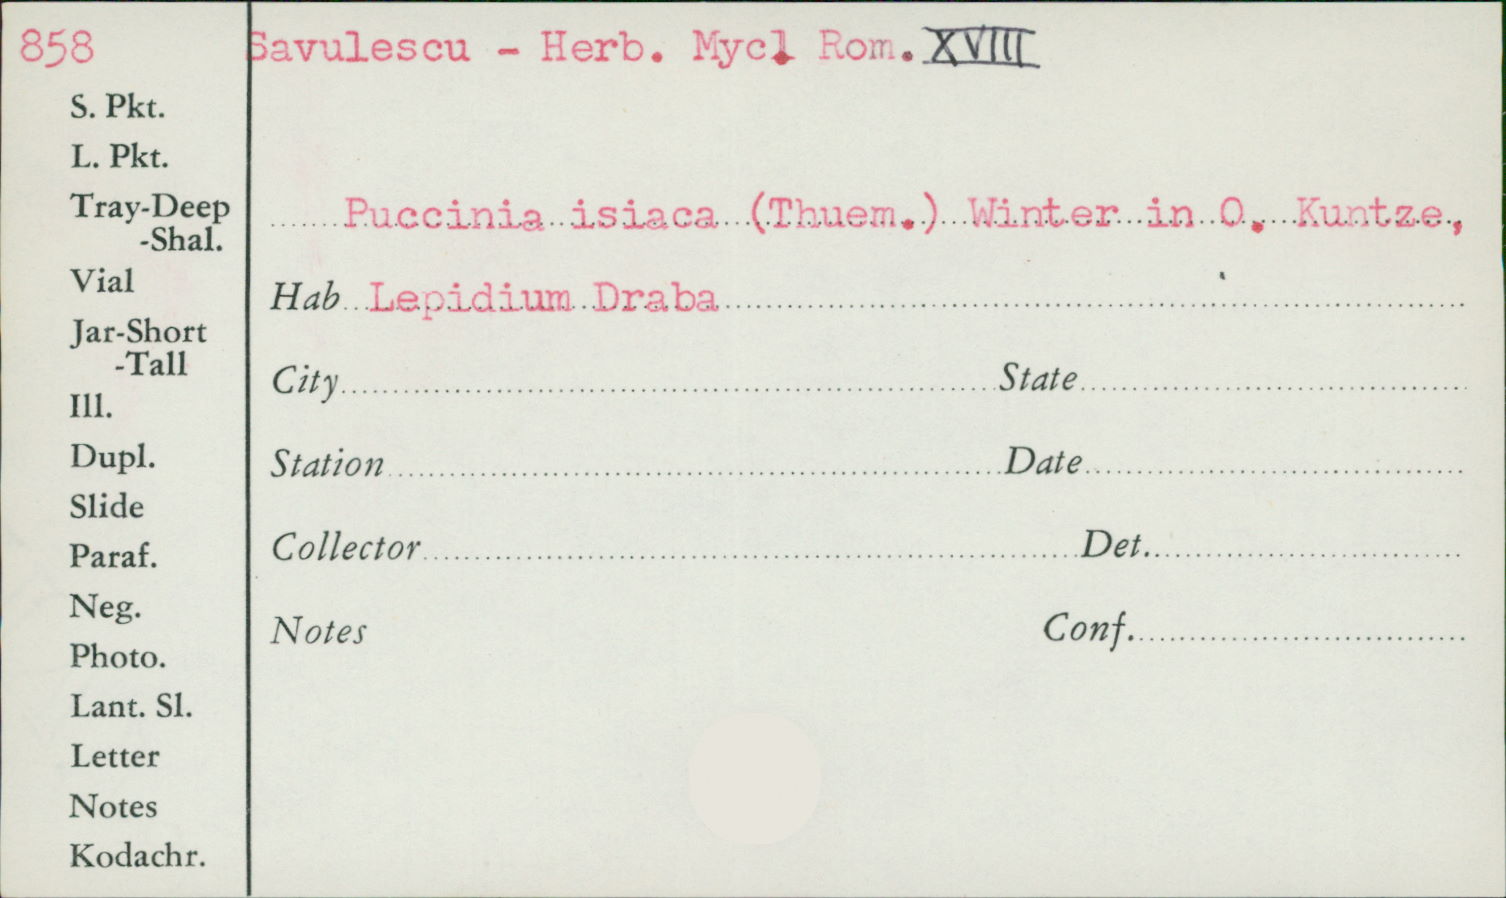 858
Savulescu - Herb. Mycl. Rom. XVIII
S. Pkt.
L. Pkt.
Tray-Deep
-Shal.
Vial
Jar-Short
-Tall
Ill.
Dupl.
Slide
Paraf.
Neg.
Photo.
Lant. Sl.
Letter
Notes
Kodachr.
Puccinia isiaca (Thuem.) Winter in O. Kuntze,
Hab Lepidium Draba
City State
Station Date
Collector Det.
Notes Conf.